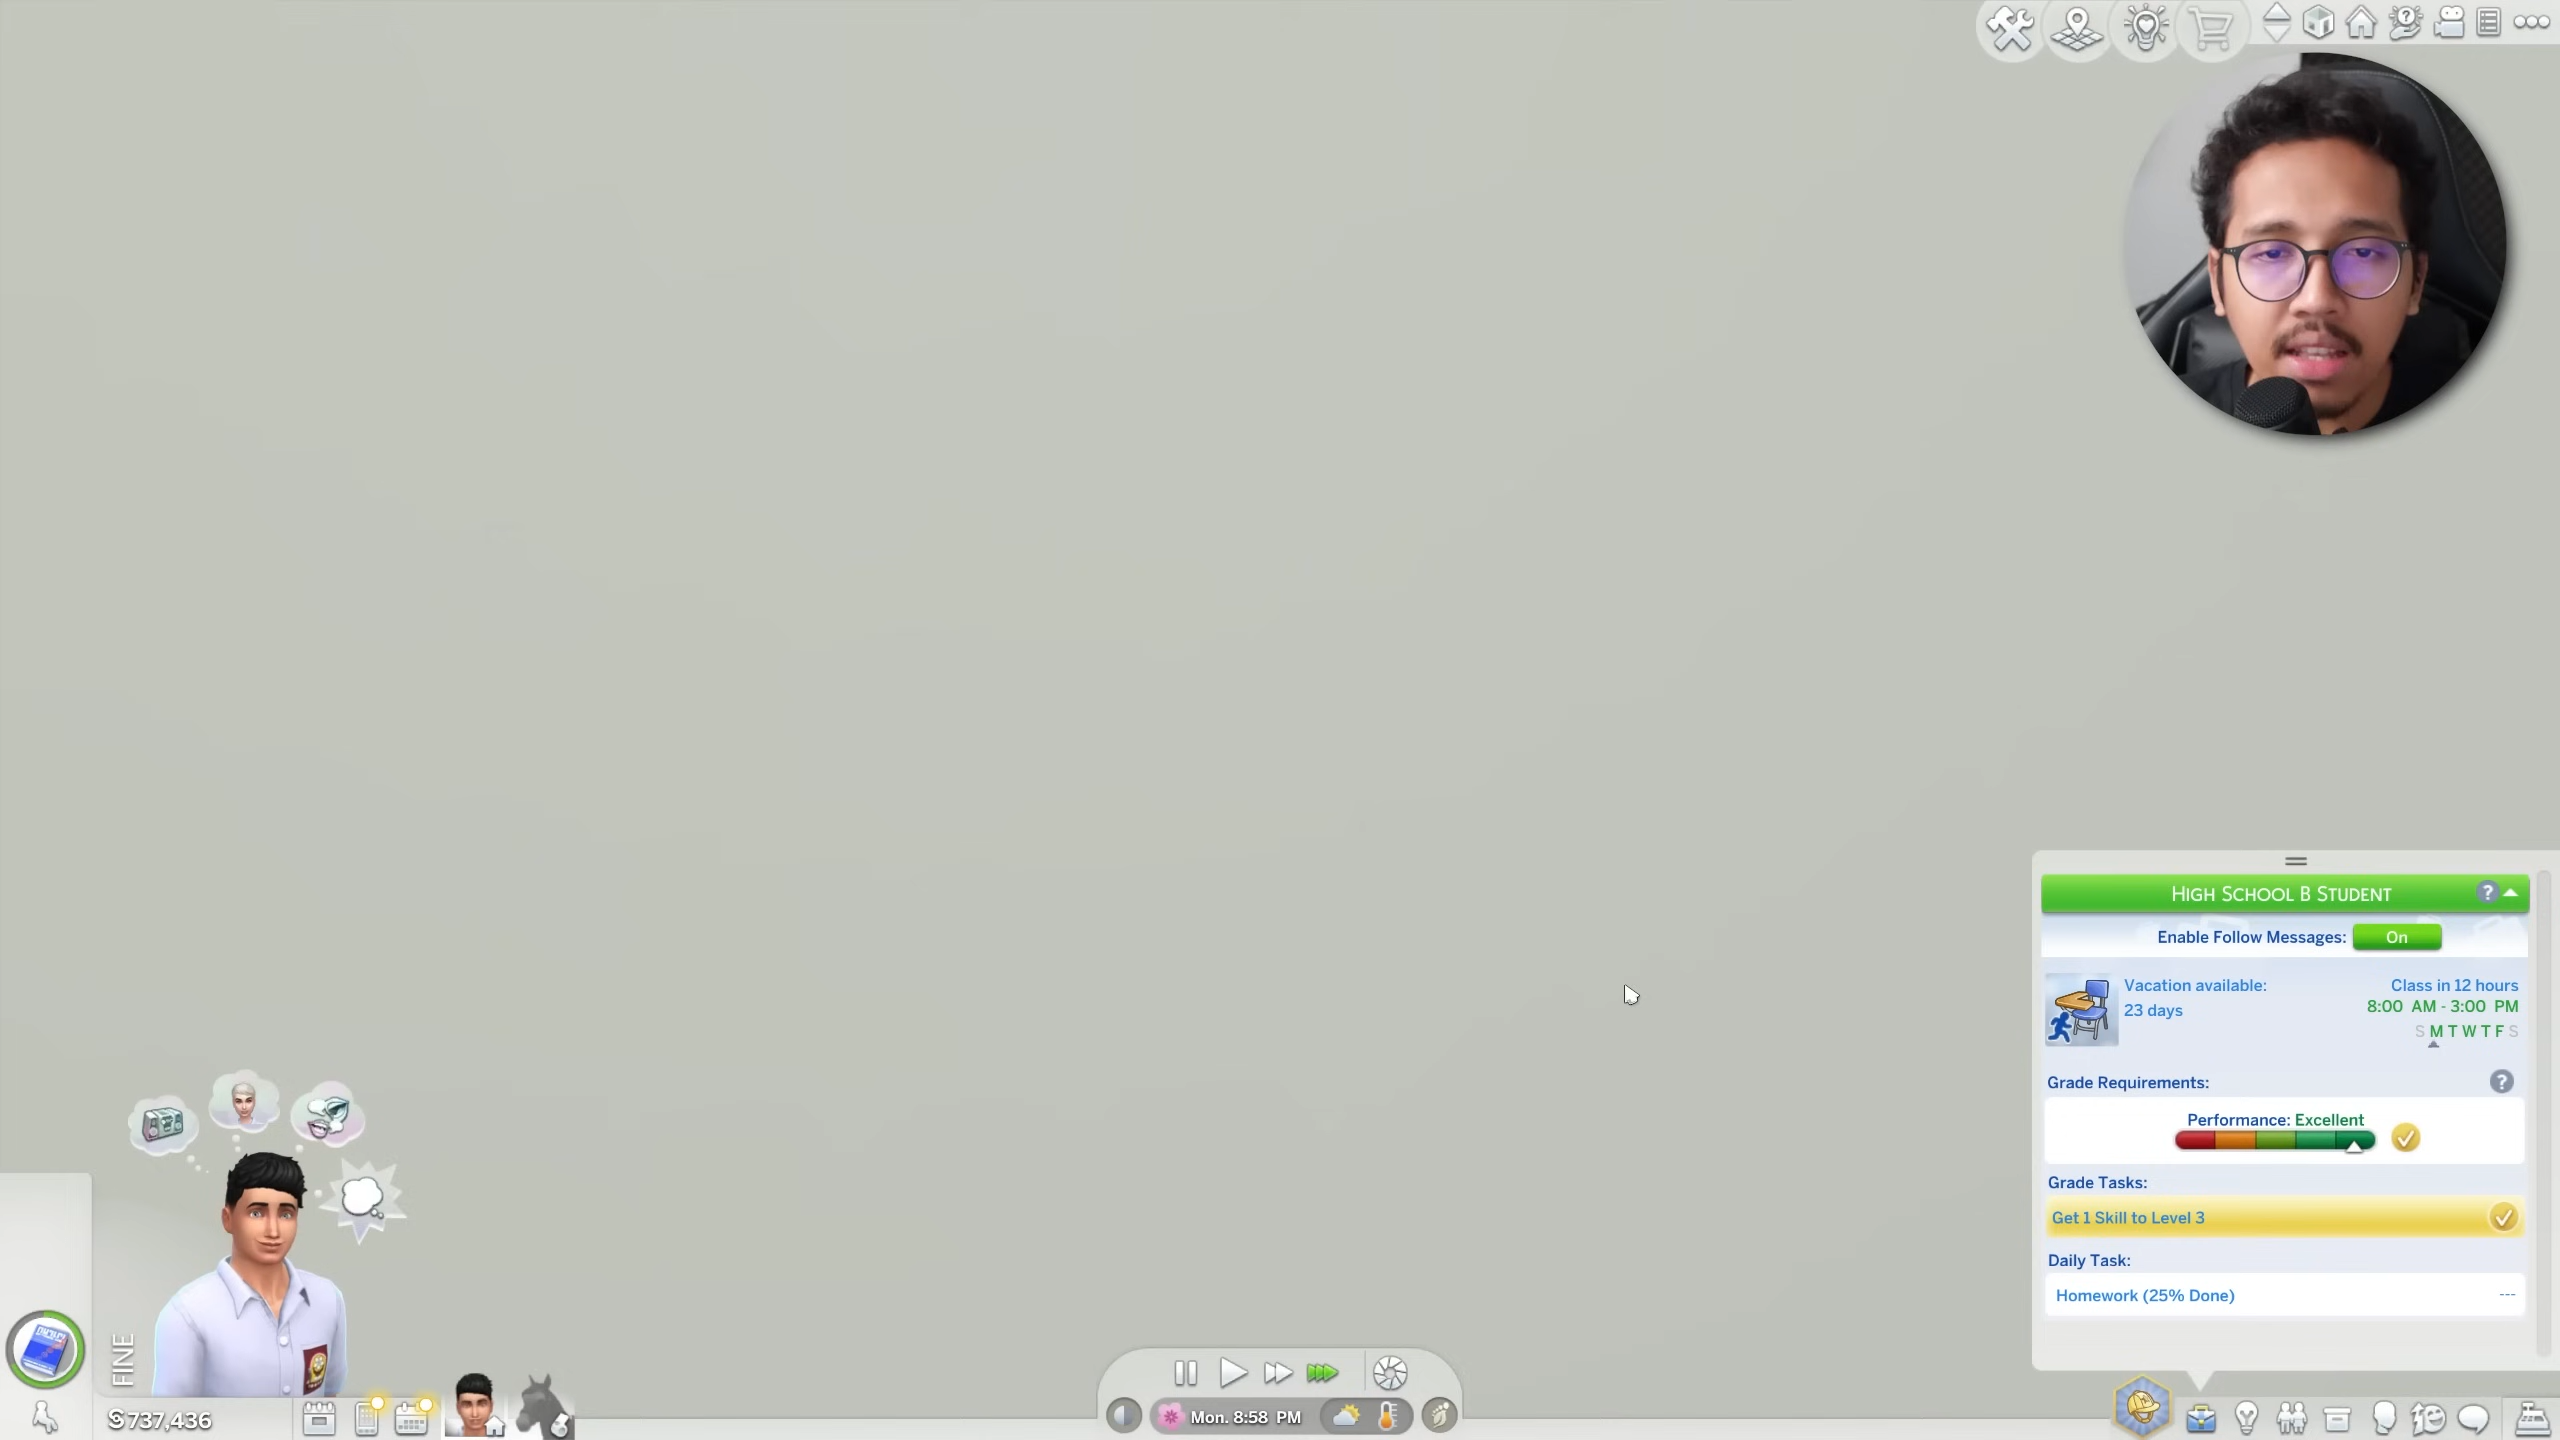 HIGH SCHOOL B STUDENT
Enable Follow Messages: On
Vacation available:
23 days
Class in 12 hours
8:00 AM - 3:00 PM
S M T W T F S
Grade Requirements:
Performance: Excellent
Grade Tasks:
Get 1 Skill to Level 3
Daily Task:
Homework (25% Done) ---
FINE
§737,436
Mon. 8:58 PM